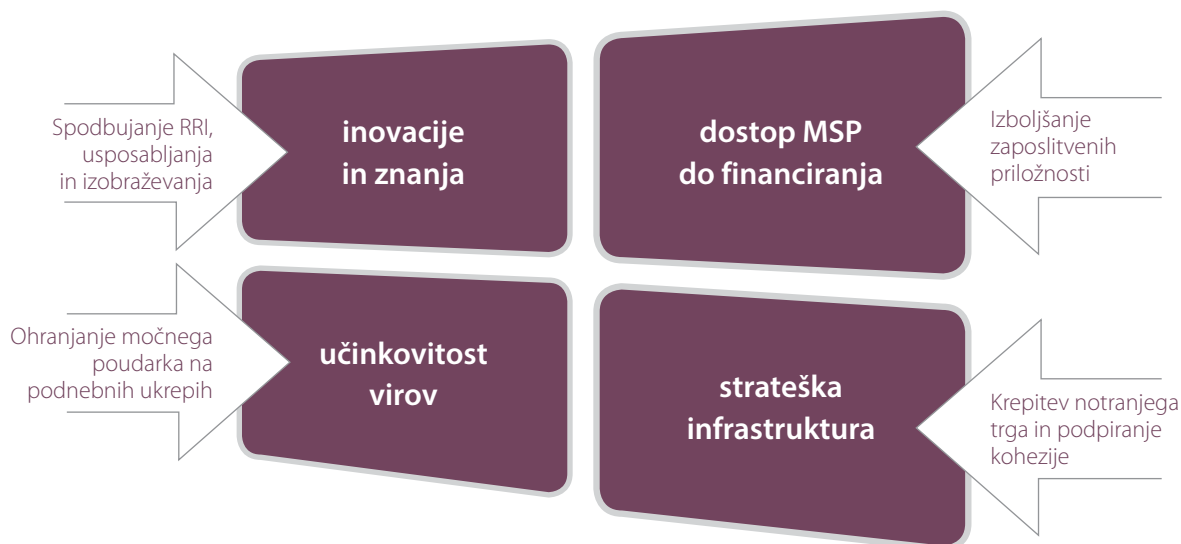 Spodbujanje RRI,
usposabljanja
in izobraževanja
inovacije
in znanja
dostop MSP
do financiranja
Izboljšanje
zaposlitvenih
priložnosti
Ohranjanje močnega
poudarka na
podnebnih ukrepih
učinkovitost
virov
strateška
infrastruktura
Krepitev notranjega
trga in podpiranje
kohezije